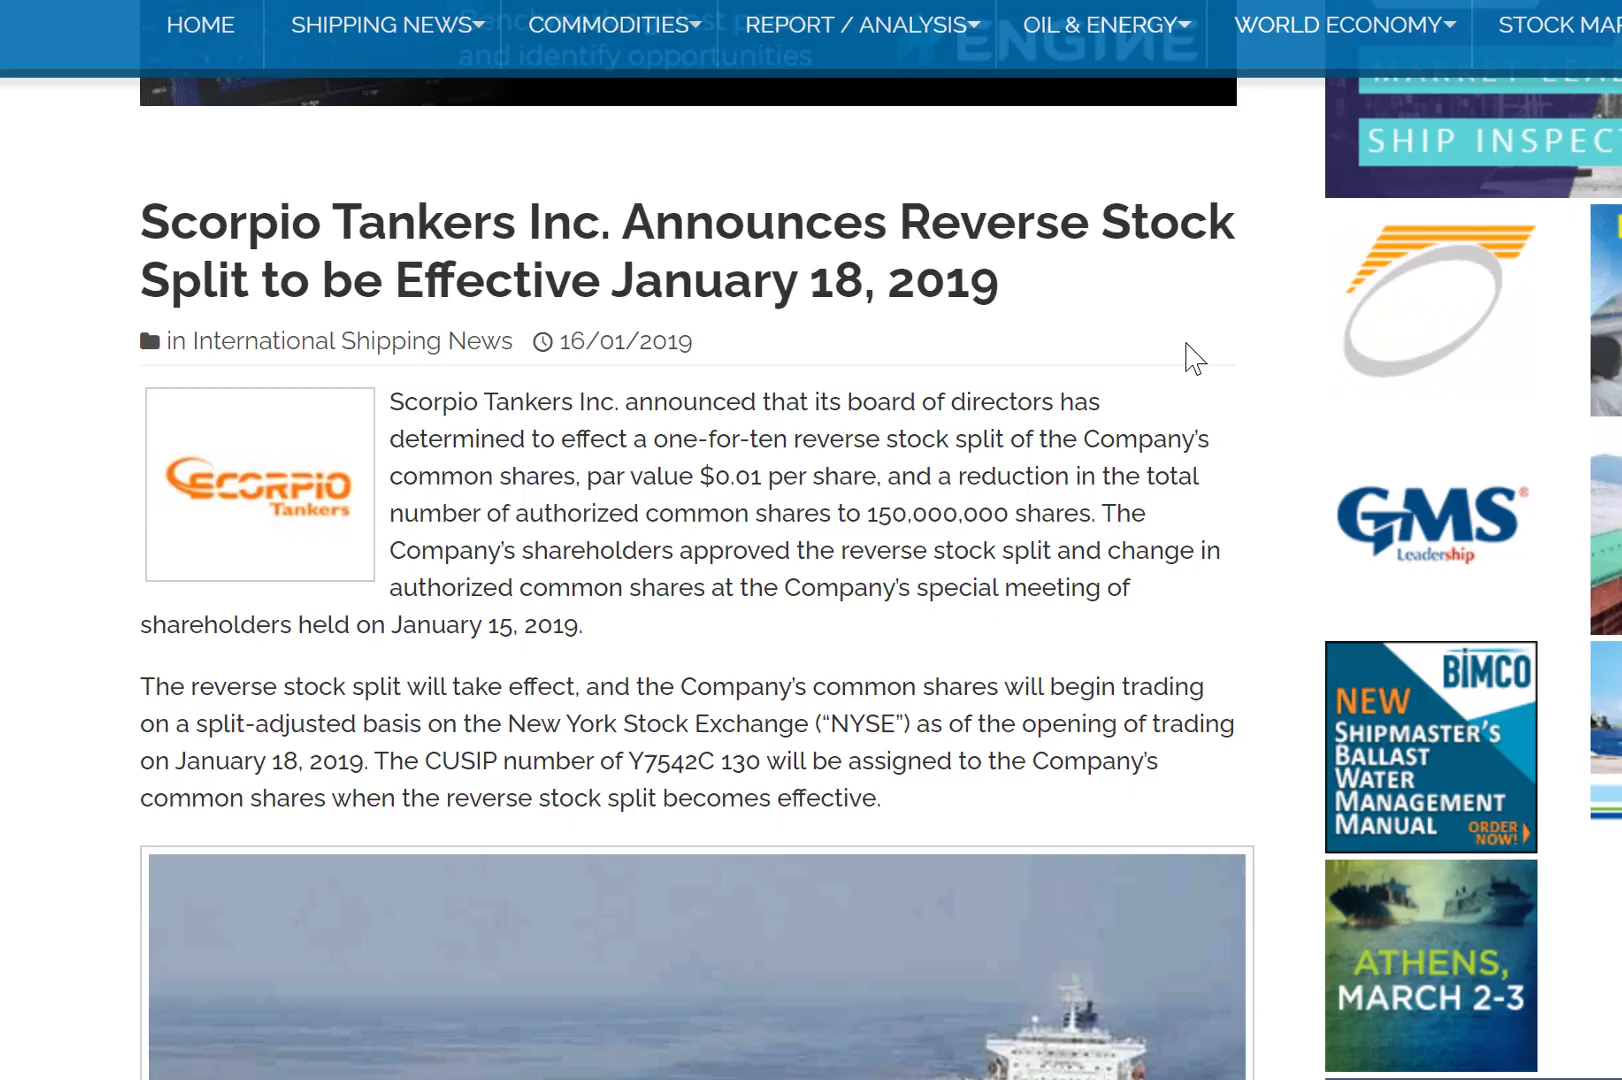 HOME SHIPPING NEWS COMMODITIES REPORT / ANALYSIS OIL & ENERGY WORLD ECONOMY STOCK MAR
and identify opportunities
ENGINE
MARKET LEA
SHIP INSPECT
Scorpio Tankers Inc. Announces Reverse Stock
Split to be Effective January 18, 2019
in International Shipping News 16/01/2019
SCORPIO
Tankers
Scorpio Tankers Inc. announced that its board of directors has
determined to effect a one-for-ten reverse stock split of the Company’s
common shares, par value $0.01 per share, and a reduction in the total
number of authorized common shares to 150,000,000 shares. The
Company’s shareholders approved the reverse stock split and change in
authorized common shares at the Company’s special meeting of
shareholders held on January 15, 2019.
The reverse stock split will take effect, and the Company’s common shares will begin trading
on a split-adjusted basis on the New York Stock Exchange (“NYSE”) as of the opening of trading
on January 18, 2019. The CUSIP number of Y7542C 130 will be assigned to the Company’s
common shares when the reverse stock split becomes effective.
GMS®
Leadership
BIMCO
NEW
SHIPMASTER’S
BALLAST
WATER
MANAGEMENT
MANUAL
ORDER
NOW!
ATHENS,
MARCH 2-3